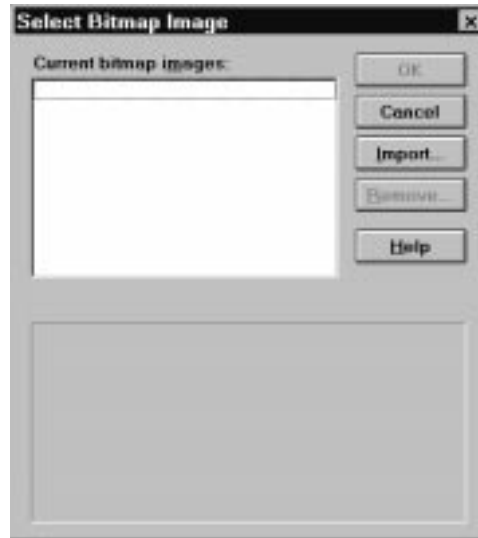 Select Bitmap Image
Current bitmap images:
OK
Cancel
Import...
Remove...
Help